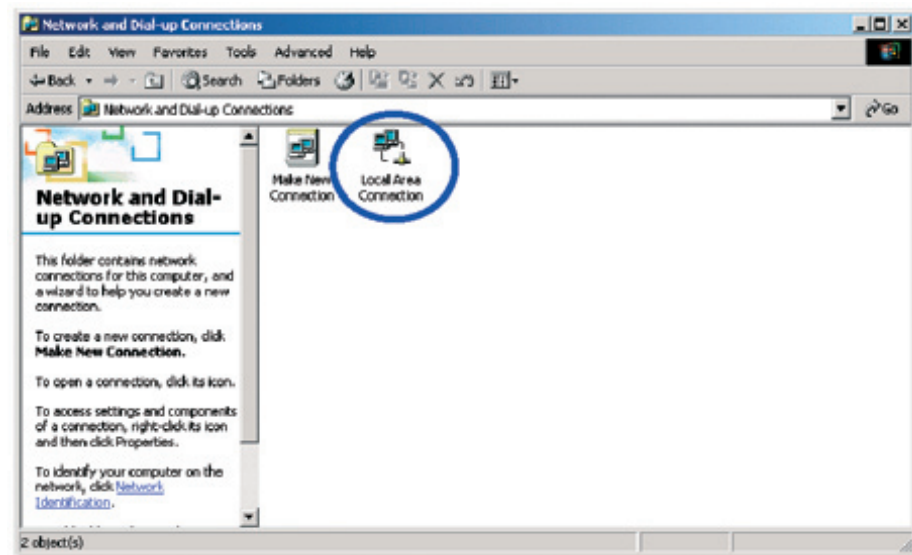 Network and Dial-up Connections
File Edit View Favorites Tools Advanced Help
Back Search Folders
Address Network and Dial-up Connections Go
Make New
Connection
Local Area
Connection
Network and Dial-
up Connections
This folder contains network
connections for this computer, and
a wizard to help you create a new
connection.
To create a new connection, click
Make New Connection.
To open a connection, click its icon.
To access settings and components
of a connection, right-click its icon
and then click Properties.
To identify your computer on the
network, click Network
Identification.
2 object(s)